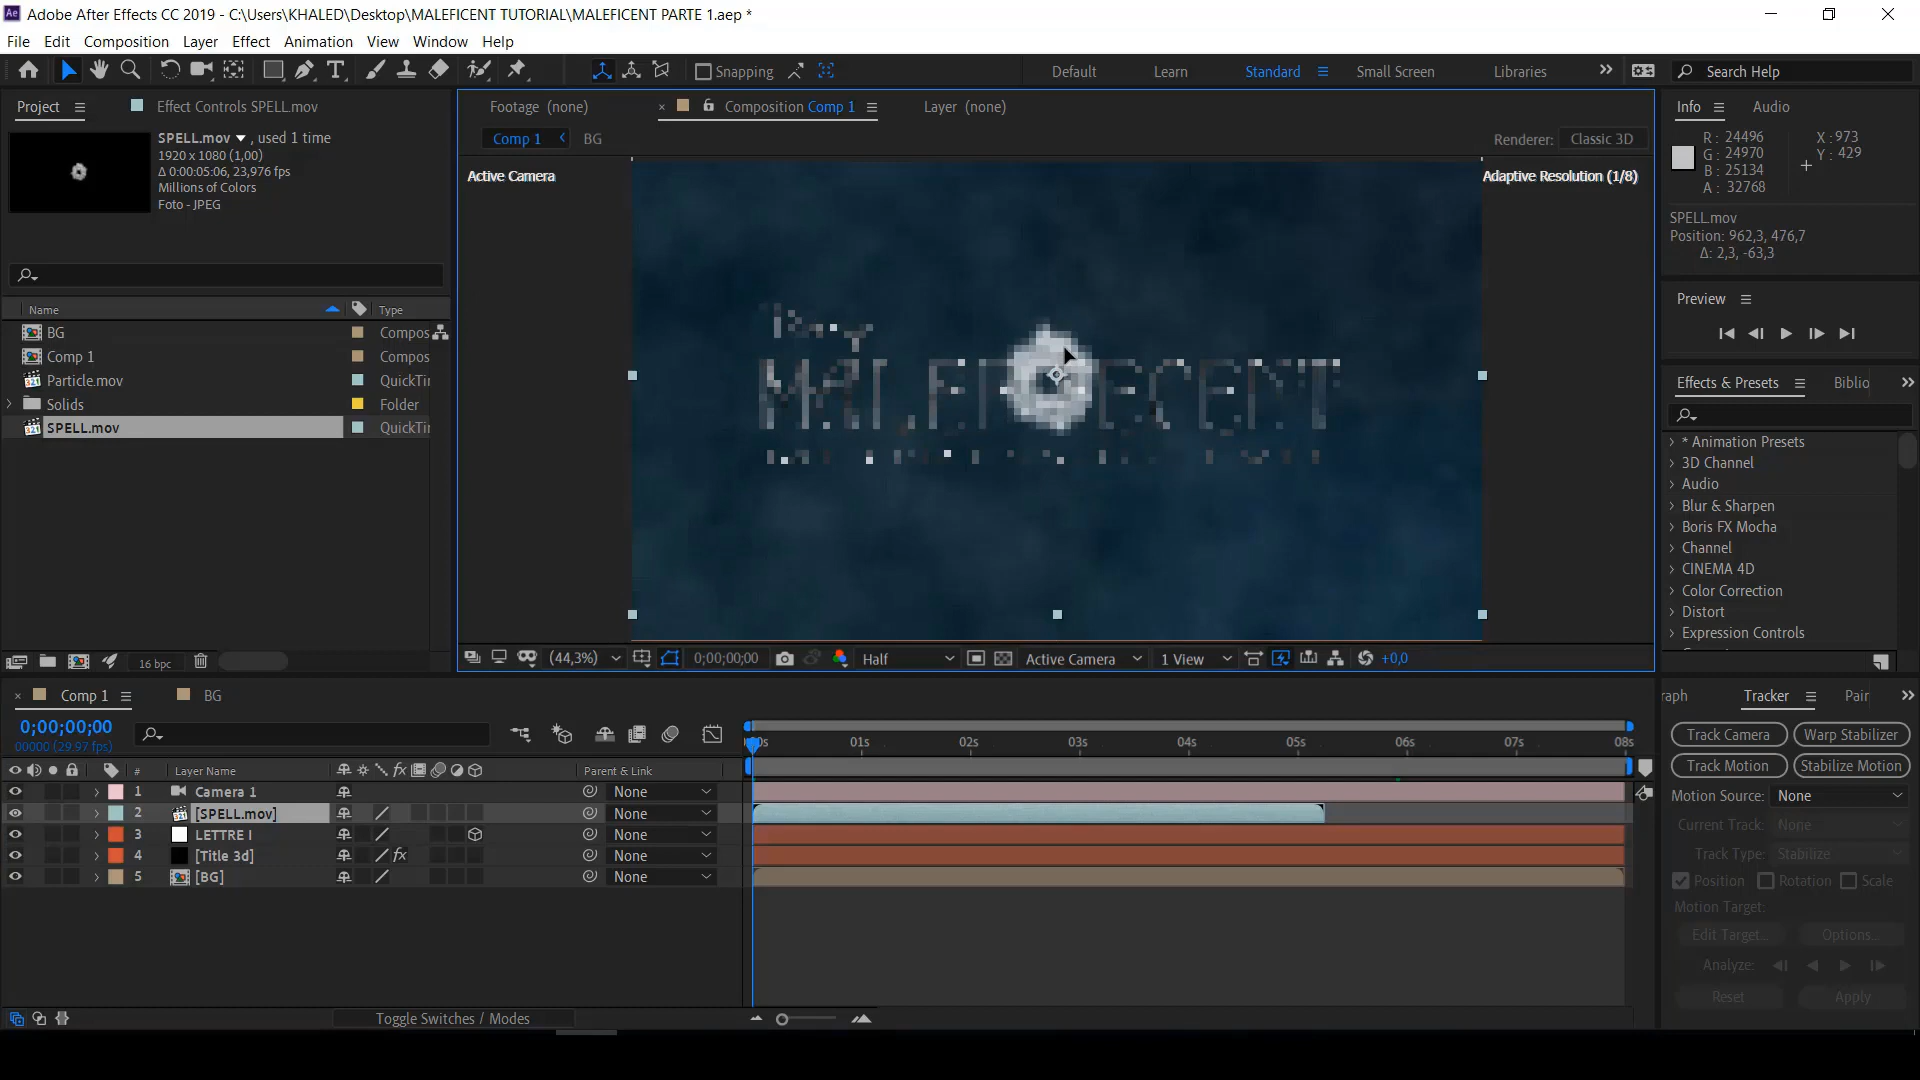 Adobe After Effects CC 2019 - C:\Users\KHALED\Desktop\MALEFICENT TUTORIAL\MALEFICENT PARTE 1.aep *
File Edit Composition Layer Effect Animation View Window Help
Snapping Default Learn Standard Small Screen Libraries Search Help
Project Effect Controls SPELL.mov
SPELL.mov , used 1 time
1920 x 1080 (1,00)
Δ 0:00:05:06, 23,976 fps
Millions of Colors
Foto - JPEG
Name Type
BG Compos
Comp 1 Compos
Particle.mov QuickTir
Solids Folder
SPELL.mov QuickTir
16 bpc
Footage (none) × Composition Comp 1 Layer (none)
Comp 1 BG Renderer: Classic 3D
Active Camera Adaptive Resolution (1/8)
MALEFICENT
(44,3%) 0;00;00;00 Half Active Camera 1 View +0,0
Info Audio
R : 24496 X : 973
G : 24970 Y : 429
B : 25134
A : 32768
SPELL.mov
Position: 962,3, 476,7
Δ: 2,3, -63,3
Preview
Effects & Presets Biblio
* Animation Presets
3D Channel
Audio
Blur & Sharpen
Boris FX Mocha
Channel
CINEMA 4D
Color Correction
Distort
Expression Controls
× Comp 1 BG
0;00;00;00
00000 (29.97 fps)
# Layer Name Parent & Link
1 Camera 1 None
2 [SPELL.mov] None
3 LETTRE I None
4 [Title 3d] None
5 [BG] None
01s 02s 03s 04s 05s 06s 07s 08s
Toggle Switches / Modes
raph Tracker Pair
Track Camera Warp Stabilizer
Track Motion Stabilize Motion
Motion Source: None
Current Track: None
Track Type: Stabilize
Position Rotation Scale
Motion Target:
Edit Target... Options...
Analyze:
Reset Apply